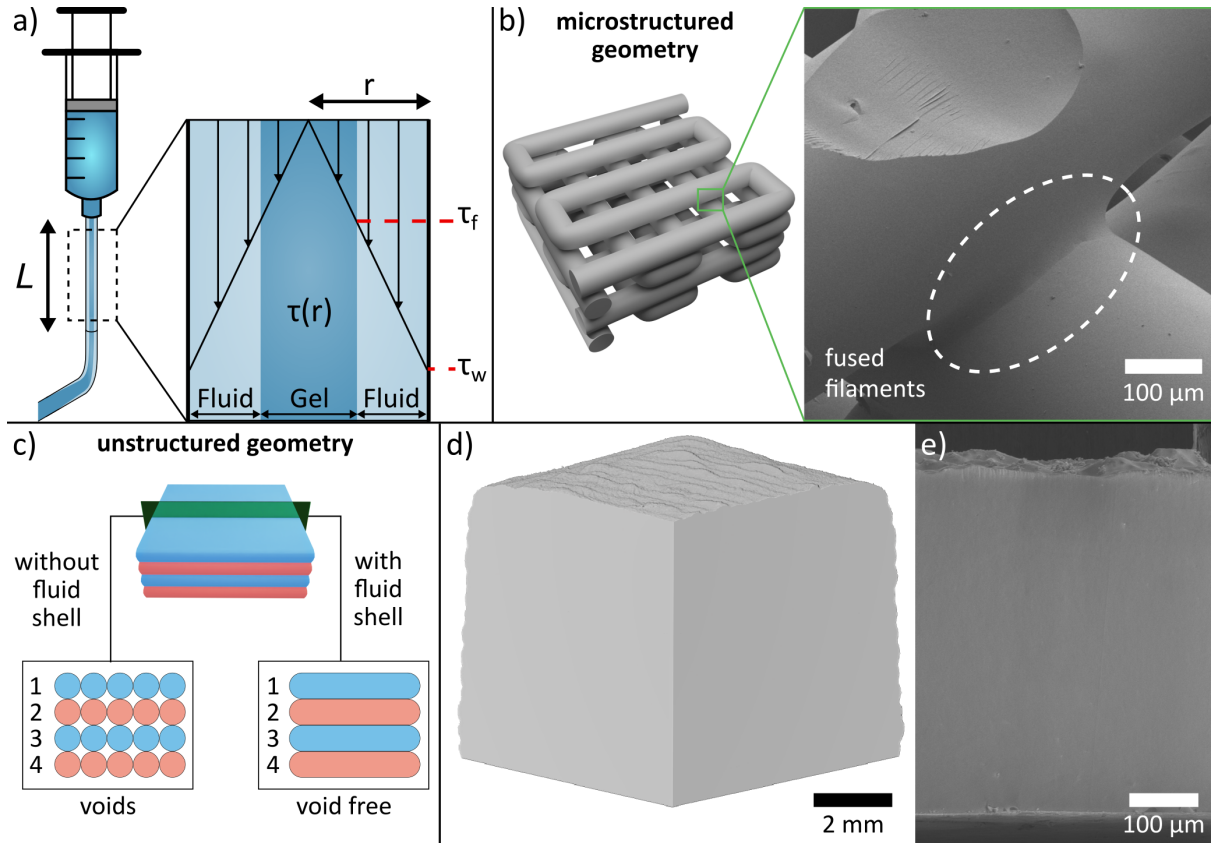 a)
r
L
τf
τ(r)
τw
Fluid
Gel
Fluid
b)
microstructured
geometry
fused
filaments
100 μm
c)
unstructured geometry
without
fluid
shell
with
fluid
shell
1
2
3
4
voids
1
2
3
4
void free
d)
2 mm
e)
100 μm